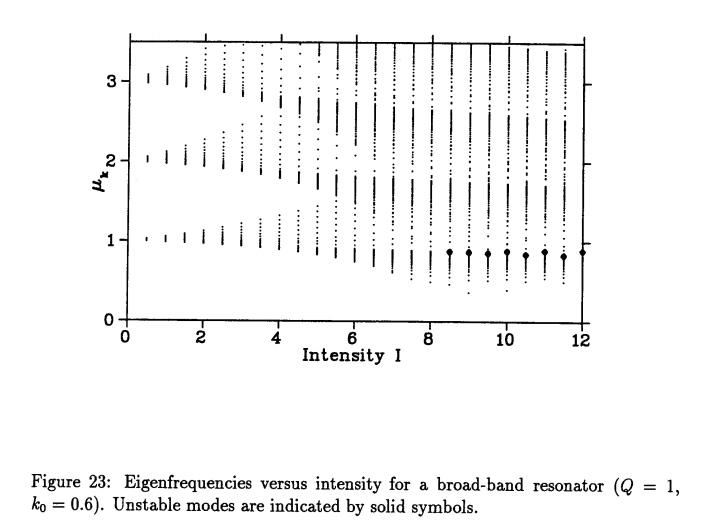 3
2
μk
1
0
0 2 4 6 8 10 12
Intensity I
Figure 23: Eigenfrequencies versus intensity for a broad-band resonator (Q = 1,
k₀ = 0.6). Unstable modes are indicated by solid symbols.